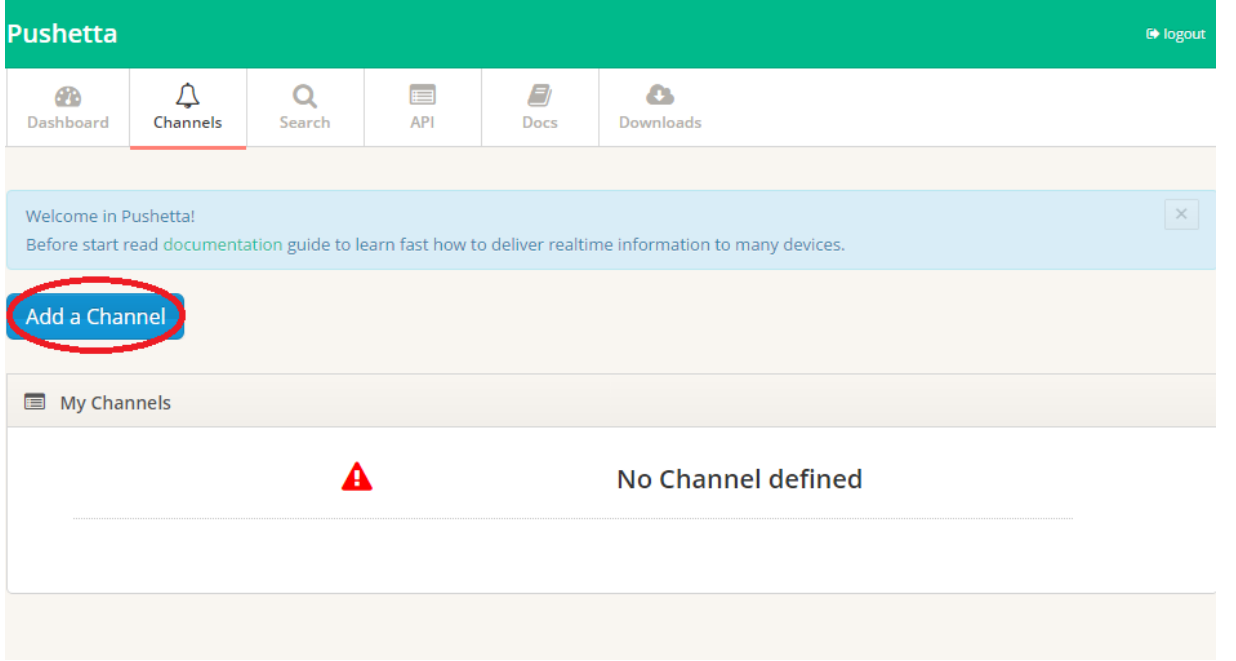 Pushetta
logout
Dashboard
Channels
Search
API
Docs
Downloads
Welcome in Pushetta!
Before start read documentation guide to learn fast how to deliver realtime information to many devices.
Add a Channel
My Channels
No Channel defined